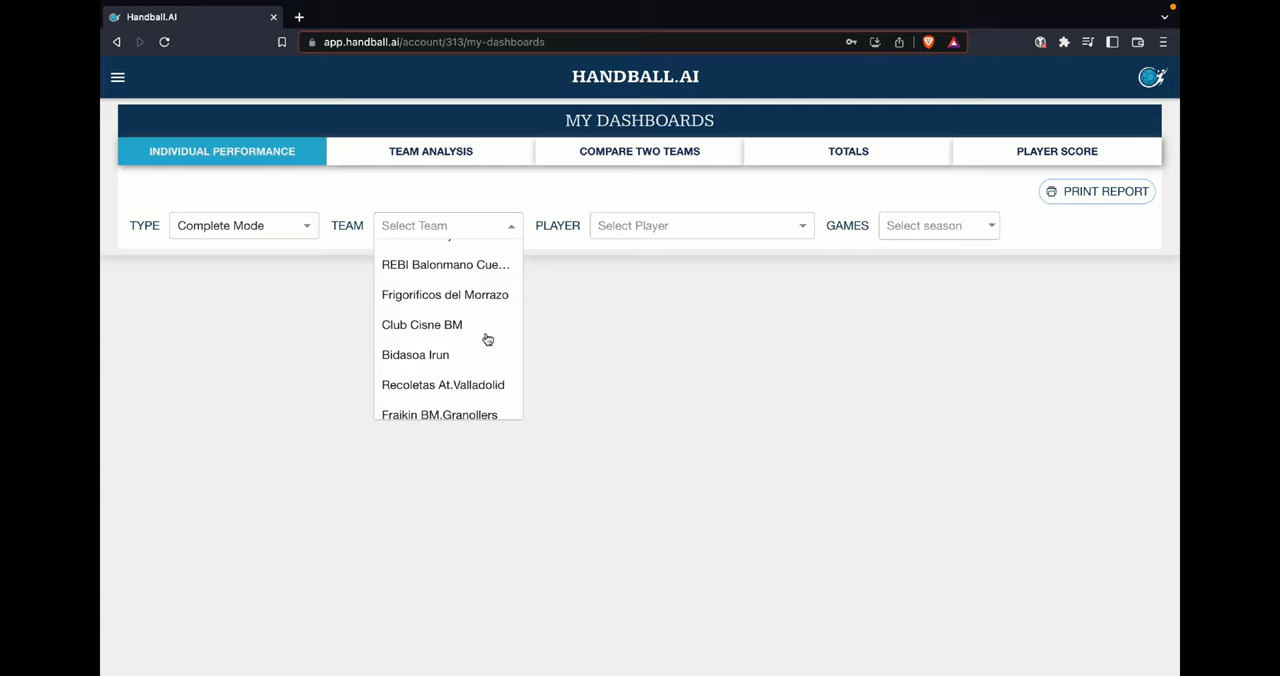 Handball.AI
app.handball.ai/account/313/my-dashboards
HANDBALL.AI
MY DASHBOARDS
INDIVIDUAL PERFORMANCE
TEAM ANALYSIS
COMPARE TWO TEAMS
TOTALS
PLAYER SCORE
PRINT REPORT
TYPE Complete Mode TEAM Select Team PLAYER Select Player GAMES Select season
REBI Balonmano Cue...
Frigorificos del Morrazo
Club Cisne BM
Bidasoa Irun
Recoletas At.Valladolid
Fraikin BM.Granollers